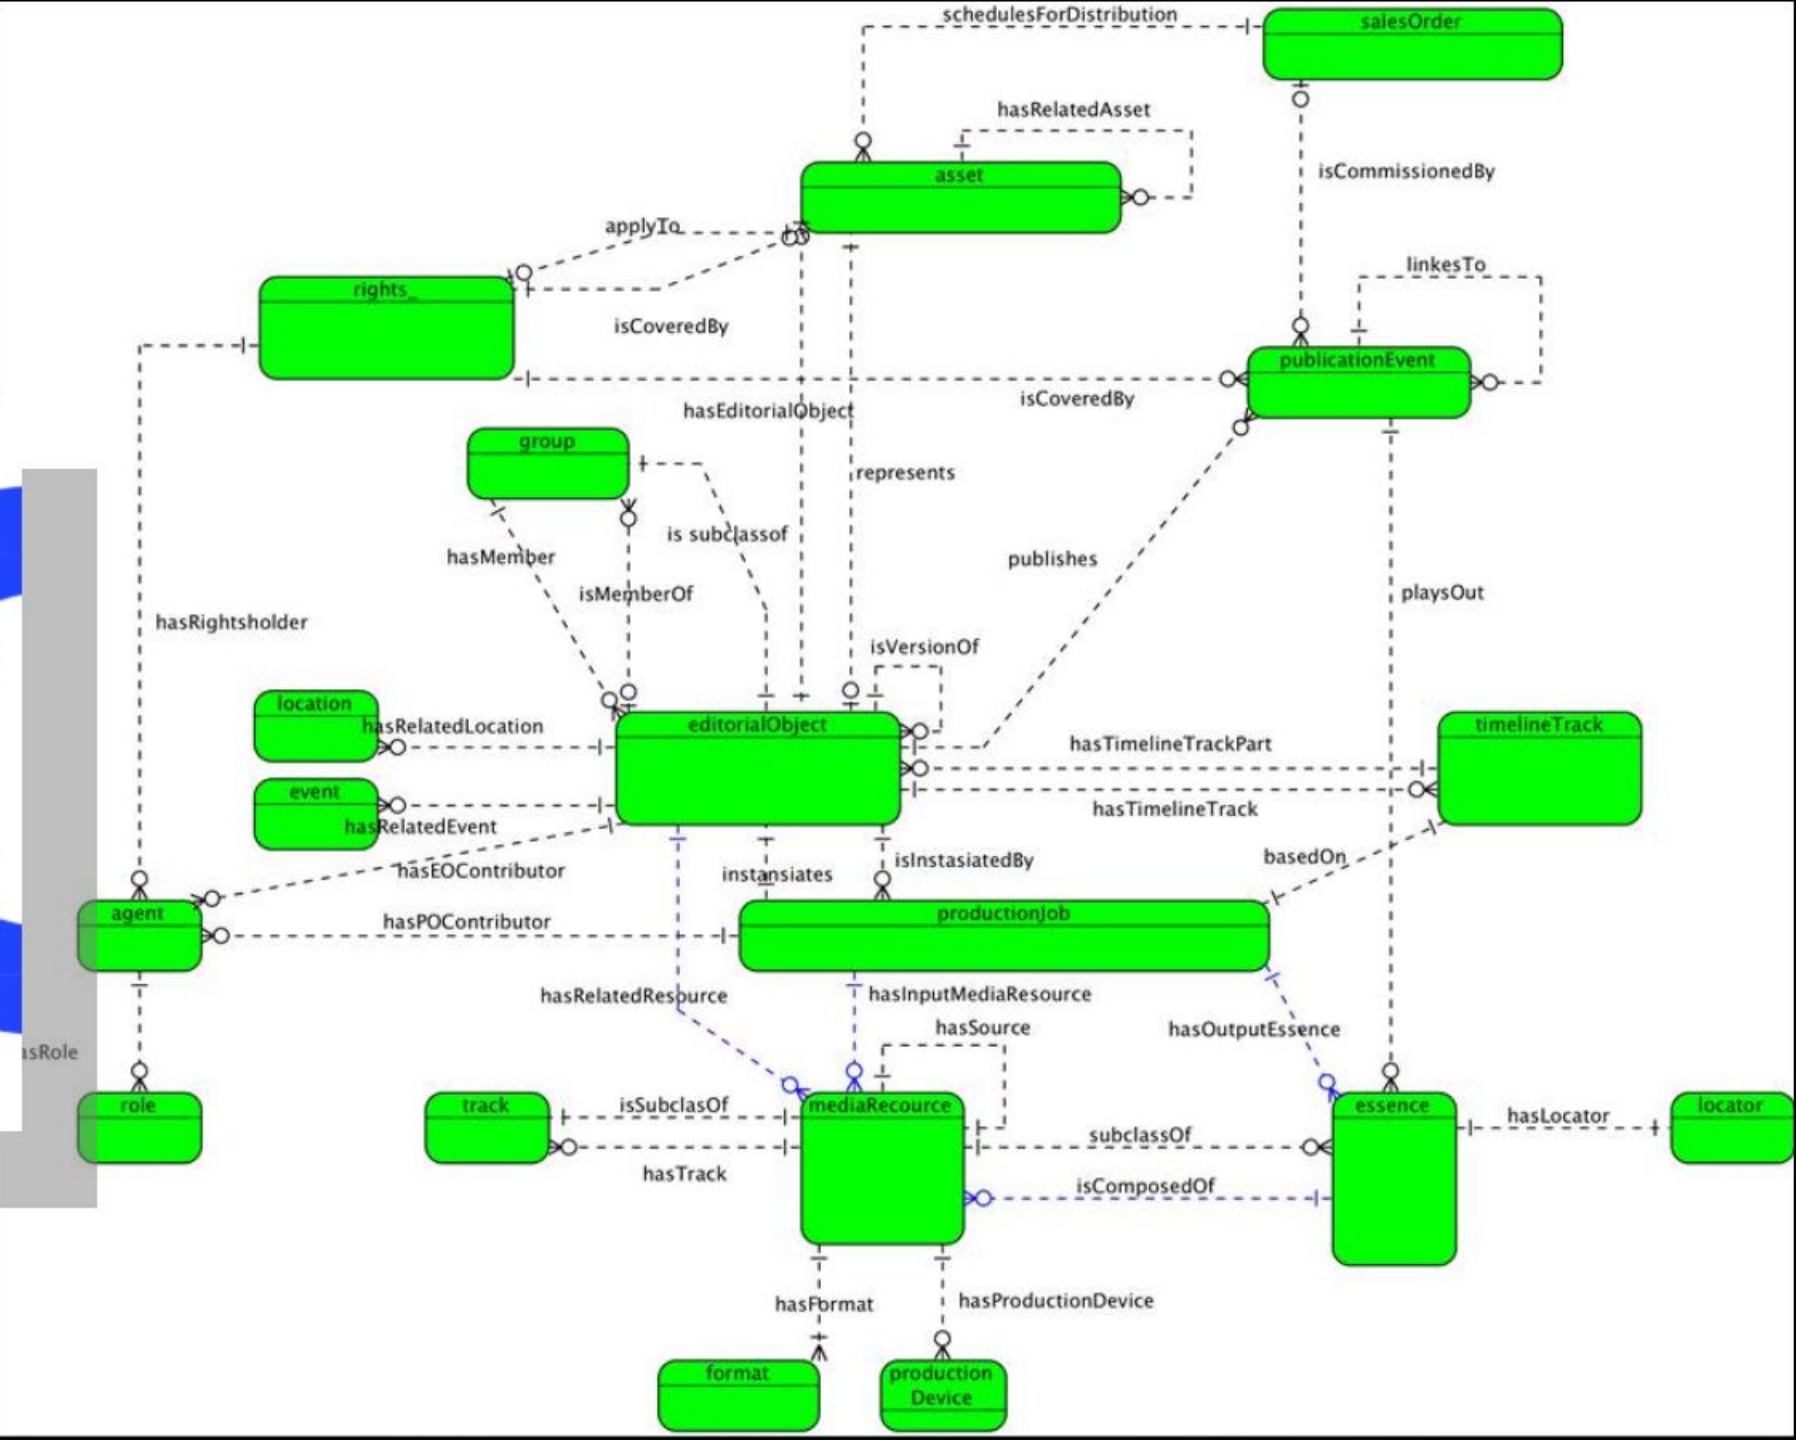 schedulesForDistribution
salesOrder
hasRelatedAsset
isCommissionedBy
asset
applyTo
linkesTo
rights_
isCoveredBy
publicationEvent
isCoveredBy
hasEditorialObject
group
represents
is subclassof
hasMember
publishes
isMemberOf
playsOut
hasRightsholder
isVersionOf
location
hasRelatedLocation
editorialObject
timelineTrack
hasTimelineTrackPart
event
hasRelatedEvent
hasTimelineTrack
basedOn
isInstasiatedBy
hasEOContributor
instansiates
agent
hasPOContributor
productionJob
hasRelatedResource
hasInputMediaResource
hasSource
hasOutputEssence
asRole
role
track
isSubclasOf
mediaRecource
essence
locator
hasLocator
subclassOf
hasTrack
isComposedOf
hasFormat
hasProductionDevice
format
production
Device